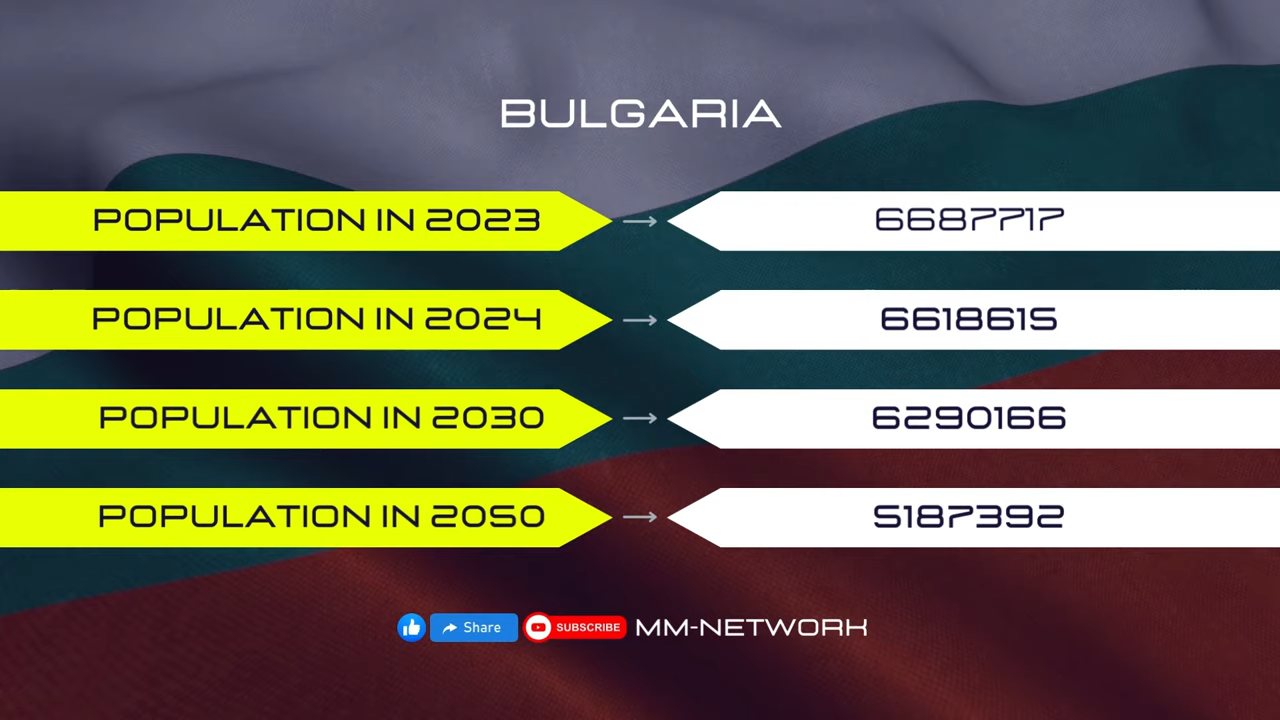 BULGARIA
POPULATION IN 2023 → 6687717
POPULATION IN 2024 → 6618615
POPULATION IN 2030 → 6290166
POPULATION IN 2050 → 5187392
Share SUBSCRIBE MM-NETWORK